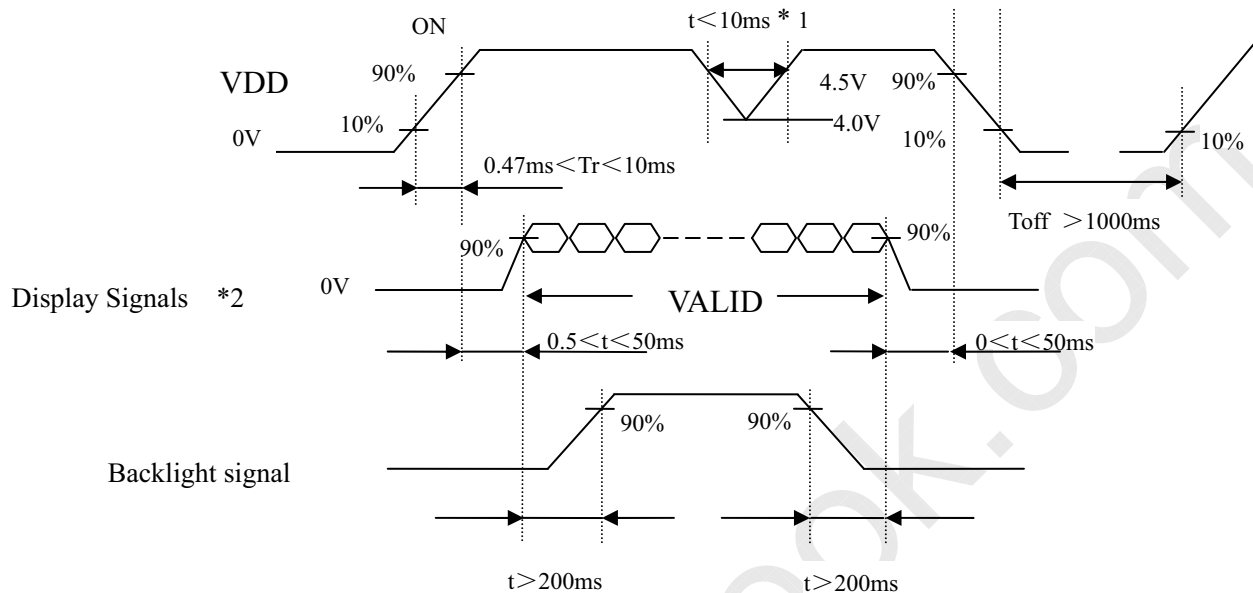 t<10ms * 1
ON
90%
4.5V
90%
VDD
4.0V
0V
10%
10%
10%
0.47ms<Tr<10ms
Toff >1000ms
90%
90%
0V
Display Signals *2
VALID
0.5<t<50ms
0<t<50ms
90%
90%
Backlight signal
t>200ms
t>200ms
ook.com